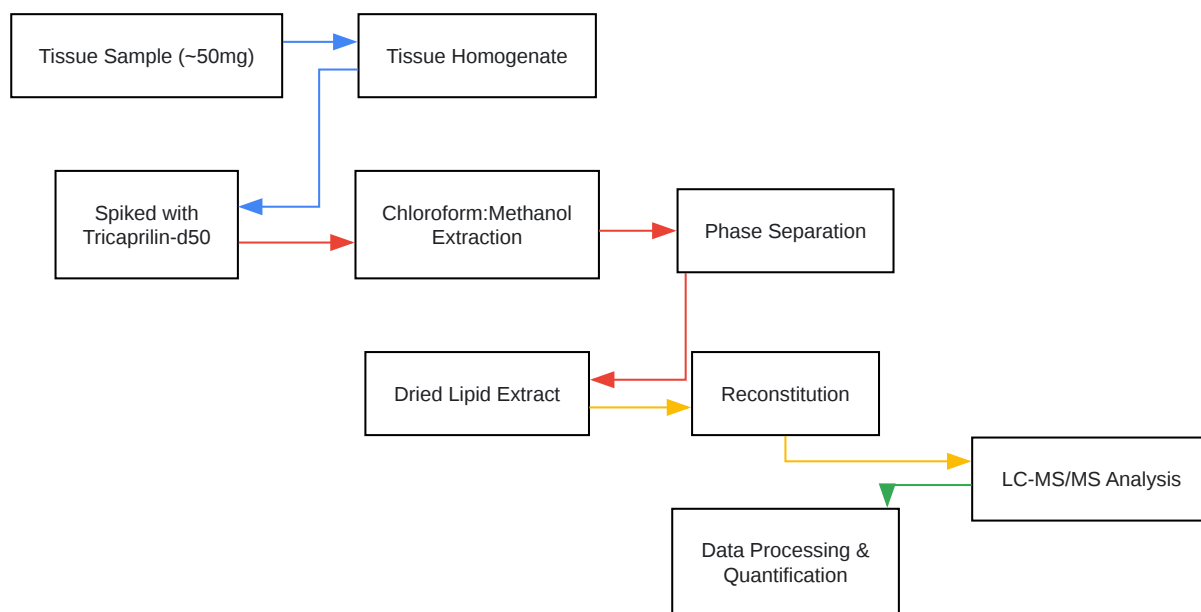 Tissue Sample (~50mg)
Tissue Homogenate
Spiked with
Tricaprilin-d50
Chloroform:Methanol
Extraction
Phase Separation
Dried Lipid Extract
Reconstitution
LC-MS/MS Analysis
Data Processing &
Quantification